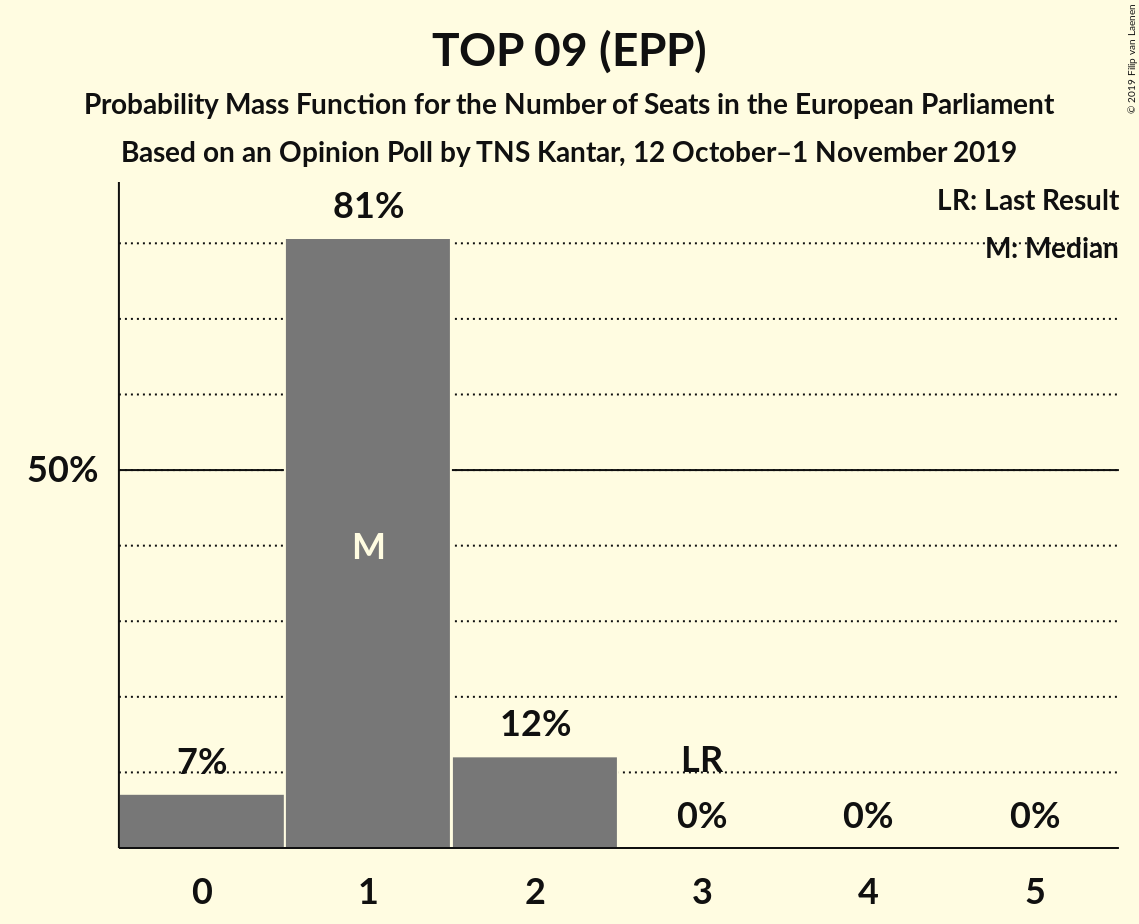 TOP 09 (EPP)
Probability Mass Function for the Number of Seats in the European Parliament
Based on an Opinion Poll by TNS Kantar, 12 October–1 November 2019
© 2019 Filip van Laenen
LR: Last Result
M: Median
81%
50%
M
12%
7%
LR
0%
0%
0%
0
1
2
3
4
5